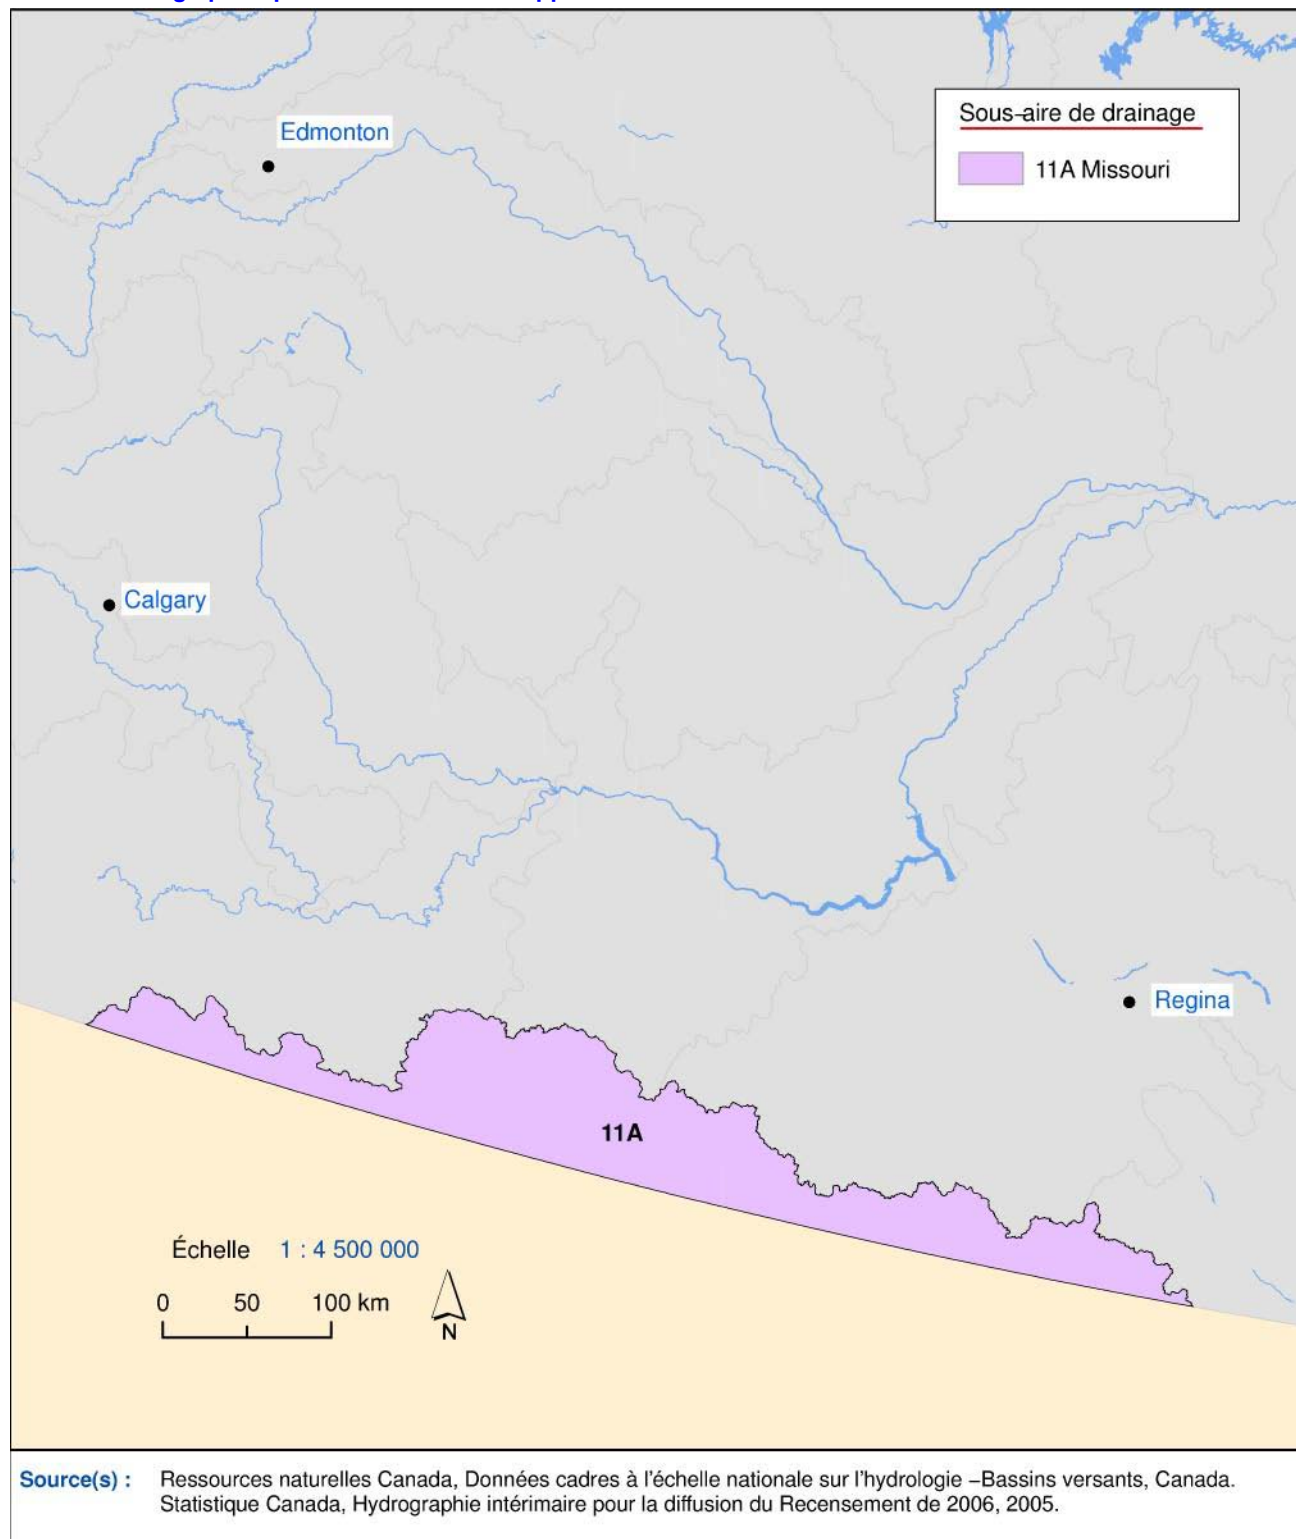 Sous-aire de drainage
11A Missouri
Edmonton
Calgary
Regina
11A
Échelle 1 : 4 500 000
0 50 100 km
N
Source(s) : Ressources naturelles Canada, Données cadres à l'échelle nationale sur l'hydrologie –Bassins versants, Canada.
Statistique Canada, Hydrographie intérimaire pour la diffusion du Recensement de 2006, 2005.